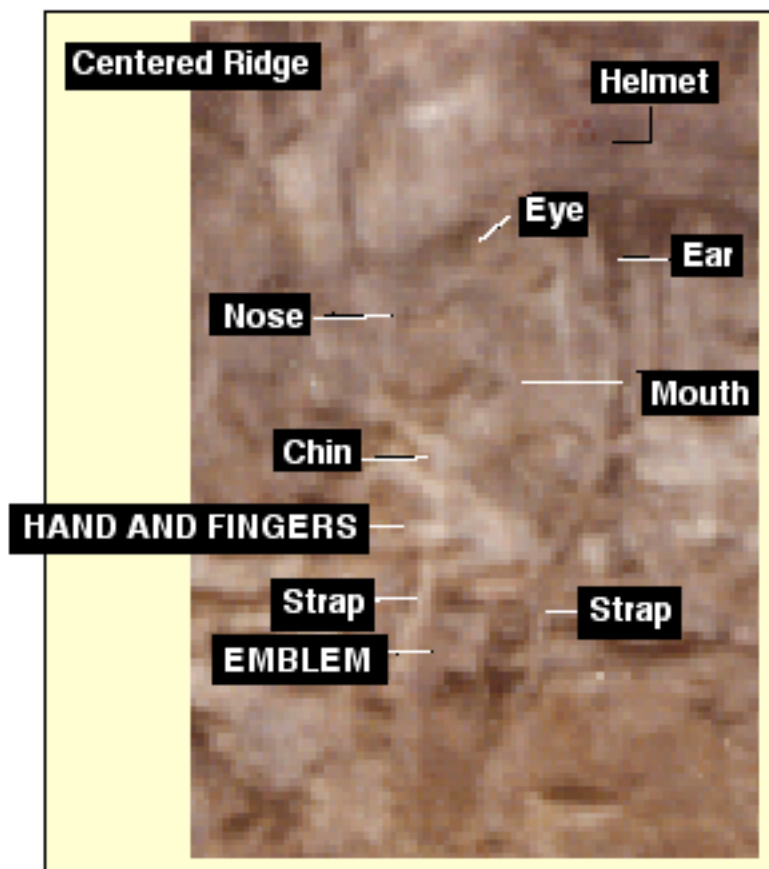 Centered Ridge
Helmet
Eye
Ear
Nose
Mouth
Chin
HAND AND FINGERS
Strap
Strap
EMBLEM